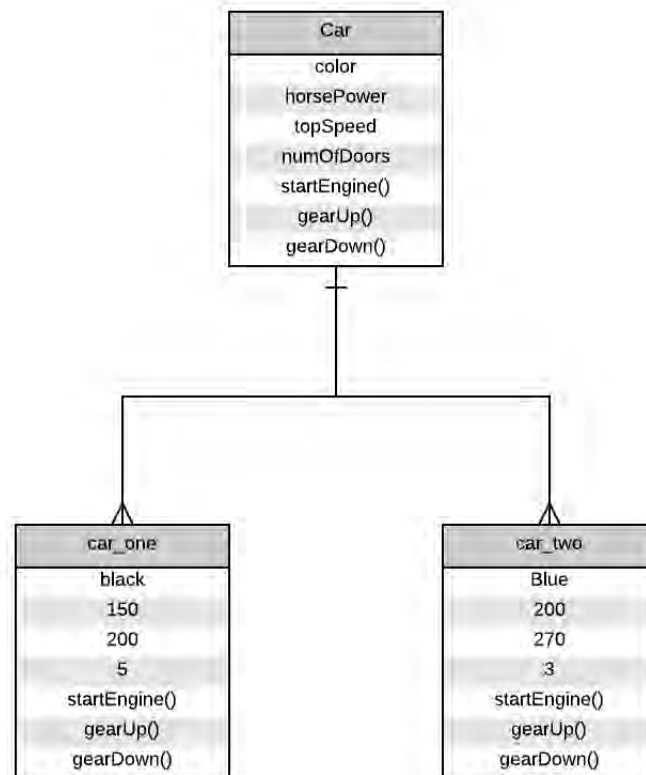 Car
color
horsePower
topSpeed
numOfDoors
startEngine()
gearUp()
gearDown()
car_one
black
150
200
5
startEngine()
gearUp()
gearDown()
car_two
Blue
200
270
3
startEngine()
gearUp()
gearDown()